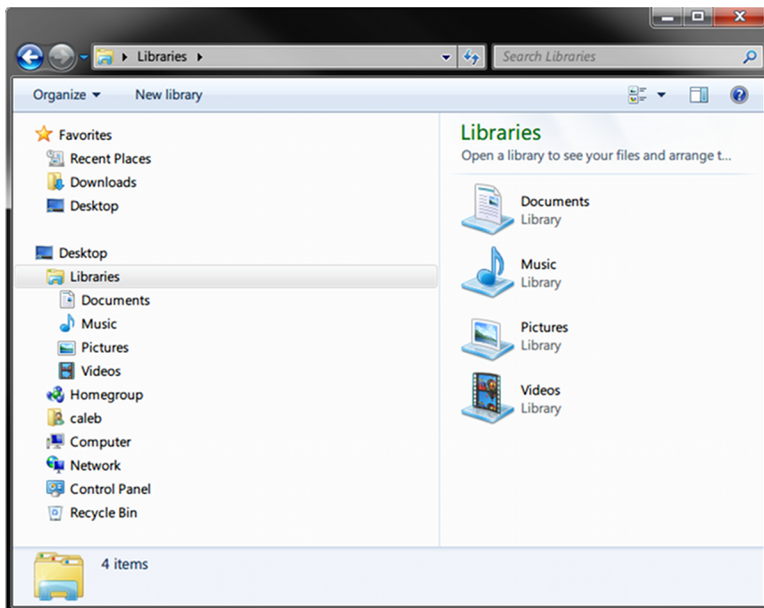 Libraries
Search Libraries
Organize
New library
Favorites
Recent Places
Downloads
Desktop
Desktop
Libraries
Documents
Music
Pictures
Videos
Homegroup
caleb
Computer
Network
Control Panel
Recycle Bin
Libraries
Open a library to see your files and arrange t...
Documents
Library
Music
Library
Pictures
Library
Videos
Library
4 items